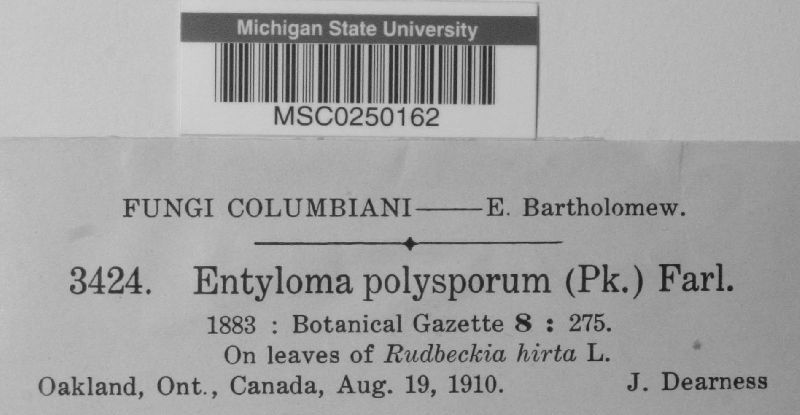 Michigan State University
MSC0250162
FUNGI COLUMBIANI——E. Bartholomew.
3424. Entyloma polysporum (Pk.) Farl.
1883 : Botanical Gazette 8 : 275.
On leaves of Rudbeckia hirta L.
Oakland, Ont., Canada, Aug. 19, 1910. J. Dearness